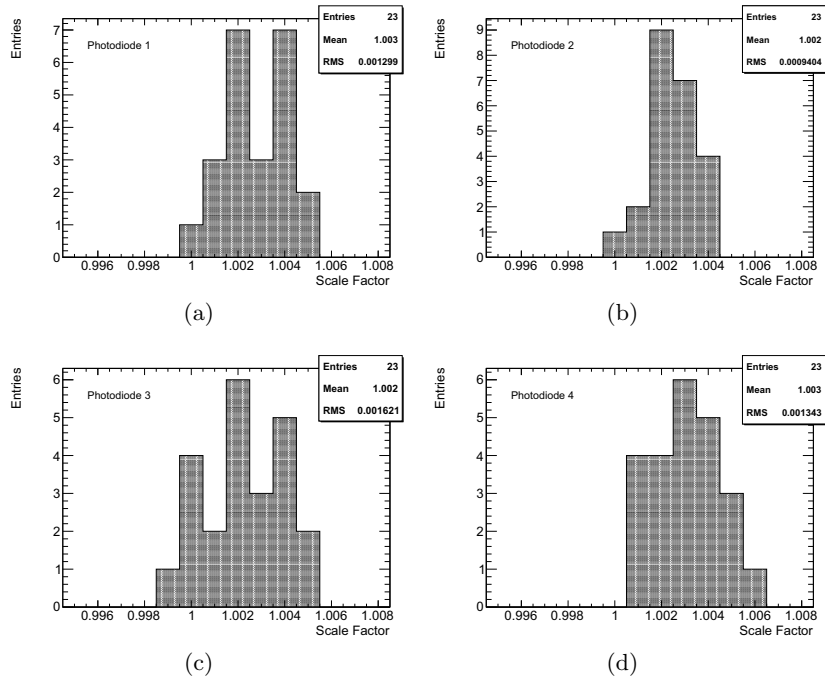 Entries
Photodiode 1
Entries 23
Mean 1.003
RMS 0.001299
7
6
5
4
3
2
1
0
0.996 0.998 1 1.002 1.004 1.006 1.008
Scale Factor
(a)
Entries
Photodiode 2
Entries 23
Mean 1.002
RMS 0.0009404
9
8
7
6
5
4
3
2
1
0
0.996 0.998 1 1.002 1.004 1.006 1.008
Scale Factor
(b)
Entries
Photodiode 3
Entries 23
Mean 1.002
RMS 0.001621
6
5
4
3
2
1
0
0.996 0.998 1 1.002 1.004 1.006 1.008
Scale Factor
(c)
Entries
Photodiode 4
Entries 23
Mean 1.003
RMS 0.001343
6
5
4
3
2
1
0
0.996 0.998 1 1.002 1.004 1.006 1.008
Scale Factor
(d)